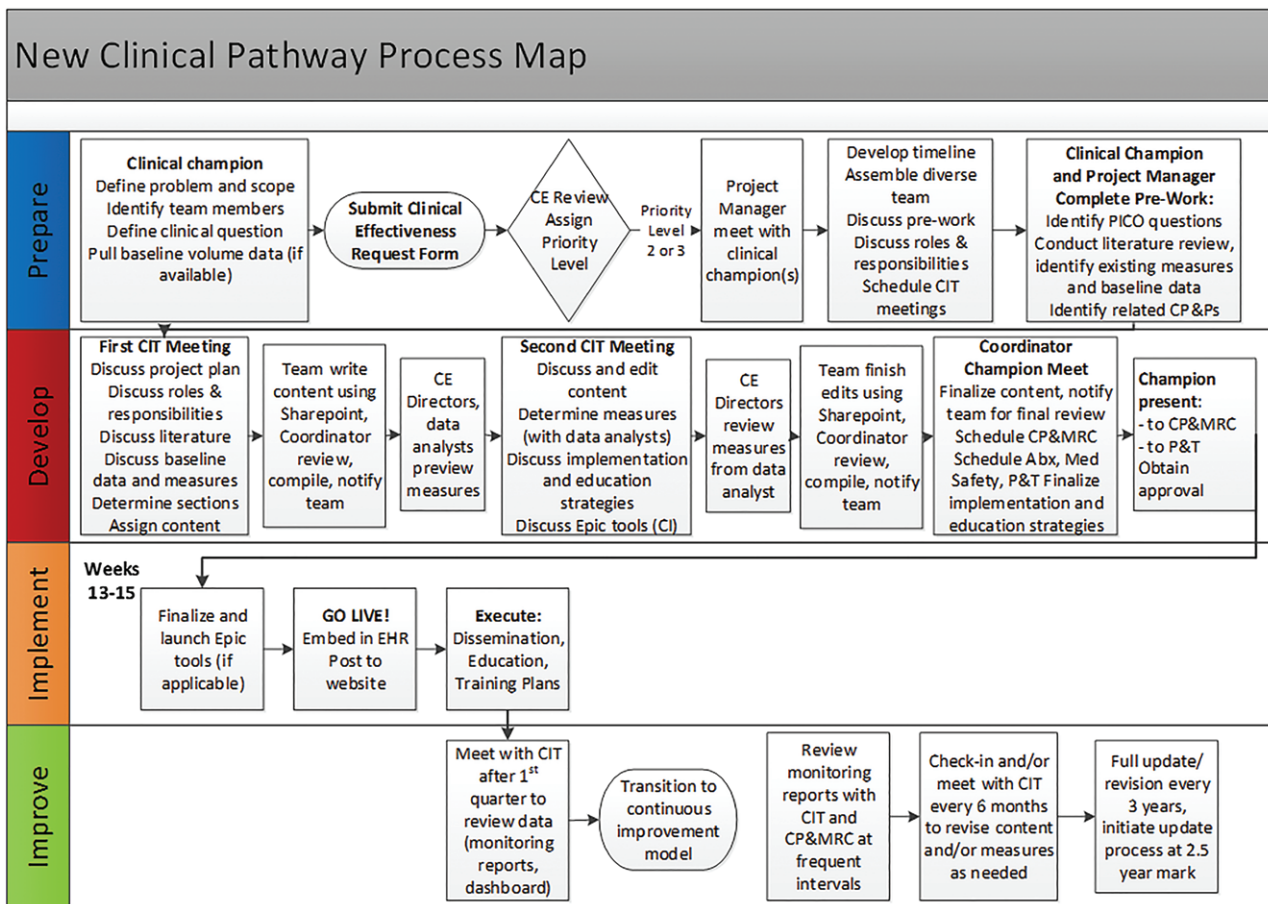 New Clinical Pathway Process Map
Prepare
Clinical champion
Define problem and scope
Identify team members
Define clinical question
Pull baseline volume data (if
available)
Submit Clinical
Effectiveness
Request Form
CE Review
Assign
Priority
Level
Priority
Level
2 or 3
Project
Manager
meet with
clinical
champion(s)
Develop timeline
Assemble diverse
team
Discuss pre-work
Discuss roles &
responsibilities
Schedule CIT
meetings
Clinical Champion
and Project Manager
Complete Pre-Work:
Identify PICO questions
Conduct literature review,
identify existing measures
and baseline data
Identify related CP&Ps
Develop
First CIT Meeting
Discuss project plan
Discuss roles &
responsibilities
Discuss literature
Discuss baseline
data and measures
Determine sections
Assign content
Team write
content using
Sharepoint,
Coordinator
review,
compile, notify
team
CE
Directors,
data
analysts
preview
measures
Second CIT Meeting
Discuss and edit
content
Determine measures
(with data analysts)
Discuss implementation
and education
strategies
Discuss Epic tools (CI)
CE
Directors
review
measures
from data
analyst
Team finish
edits using
Sharepoint,
Coordinator
review,
compile,
notify team
Coordinator
Champion Meet
Finalize content, notify
team for final review
Schedule CP&MRC
Schedule Abx, Med
Safety, P&T Finalize
implementation and
education strategies
Champion
present:
- to CP&MRC
- to P&T
Obtain
approval
Implement
Weeks
13-15
Finalize and
launch Epic
tools (if
applicable)
GO LIVE!
Embed in EHR
Post to
website
Execute:
Dissemination,
Education,
Training Plans
Improve
Meet with CIT
after 1st
quarter to
review data
(monitoring
reports,
dashboard)
Transition to
continuous
improvement
model
Review
monitoring
reports with
CIT and
CP&MRC at
frequent
intervals
Check-in and/or
meet with CIT
every 6 months
to revise content
and/or measures
as needed
Full update/
revision every
3 years,
initiate update
process at 2.5
year mark